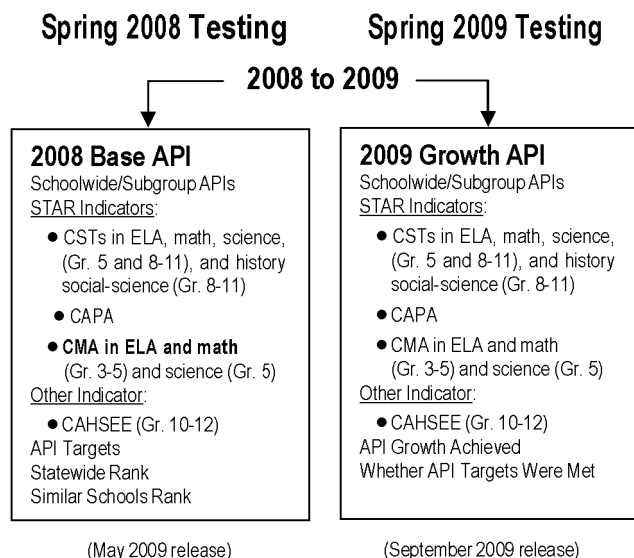 Spring 2008 Testing
Spring 2009 Testing
2008 to 2009
2008 Base API
Schoolwide/Subgroup APIs
STAR Indicators:
● CSTs in ELA, math, science,
(Gr. 5 and 8-11), and history
social-science (Gr. 8-11)
● CAPA
● CMA in ELA and math
(Gr. 3-5) and science (Gr. 5)
Other Indicator:
● CAHSEE (Gr. 10-12)
API Targets
Statewide Rank
Similar Schools Rank
(May 2009 release)
2009 Growth API
Schoolwide/Subgroup APIs
STAR Indicators:
● CSTs in ELA, math, science,
(Gr. 5 and 8-11), and history
social-science (Gr. 8-11)
● CAPA
● CMA in ELA and math
(Gr. 3-5) and science (Gr. 5)
Other Indicator:
● CAHSEE (Gr. 10-12)
API Growth Achieved
Whether API Targets Were Met
(September 2009 release)